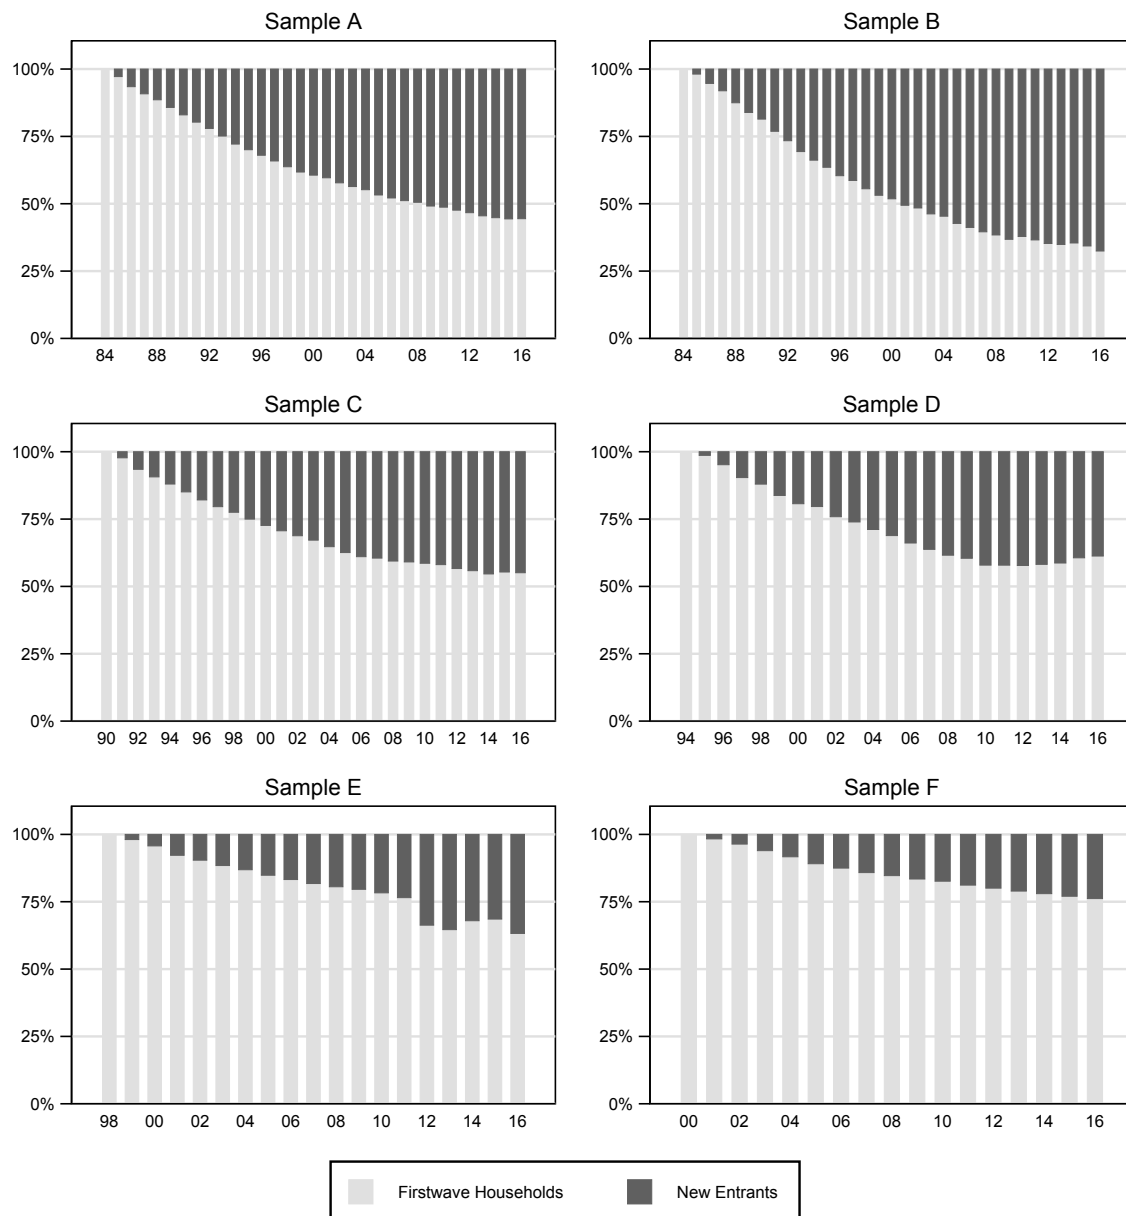 Sample A
100%
75%
50%
25%
0%
84 88 92 96 00 04 08 12 16
Sample B
100%
75%
50%
25%
0%
84 88 92 96 00 04 08 12 16
Sample C
100%
75%
50%
25%
0%
90 92 94 96 98 00 02 04 06 08 10 12 14 16
Sample D
100%
75%
50%
25%
0%
94 96 98 00 02 04 06 08 10 12 14 16
Sample E
100%
75%
50%
25%
0%
98 00 02 04 06 08 10 12 14 16
Sample F
100%
75%
50%
25%
0%
00 02 04 06 08 10 12 14 16
Firstwave Households New Entrants